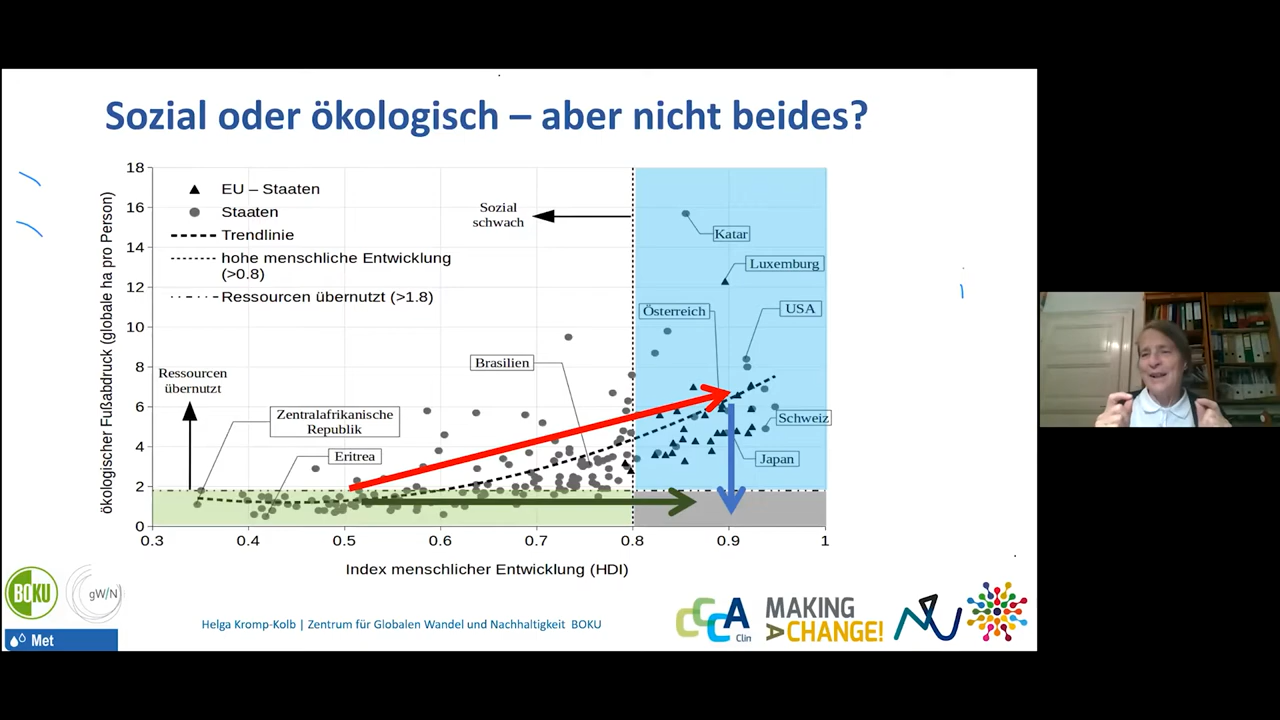 Sozial oder ökologisch – aber nicht beides?
ökologischer Fußabdruck (globale ha pro Person)
18
16
14
12
10
8
6
4
2
0
EU – Staaten
Staaten
Trendlinie
hohe menschliche Entwicklung
(>0.8)
Ressourcen übernutzt (>1.8)
Sozial
schwach
Katar
Luxemburg
Österreich
USA
Brasilien
Ressourcen
übernutzt
Zentralafrikanische
Republik
Eritrea
Schweiz
Japan
0.3
0.4
0.5
0.6
0.7
0.8
0.9
1
Index menschlicher Entwicklung (HDI)
BOKU
gW/N
Met
Helga Kromp-Kolb | Zentrum für Globalen Wandel und Nachhaltigkeit BOKU
CCCA
Clin
MAKING
A CHANGE!